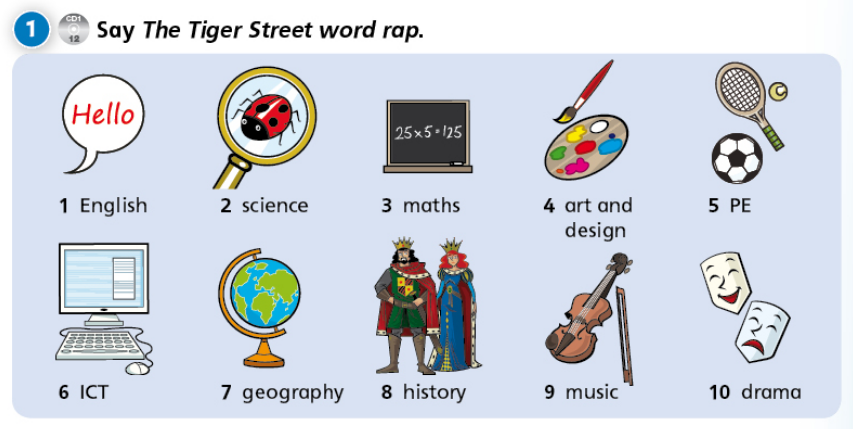 1 CD1 12 Say The Tiger Street word rap.
Hello
25×5=125
1 English 2 science 3 maths 4 art and design 5 PE
6 ICT 7 geography 8 history 9 music 10 drama